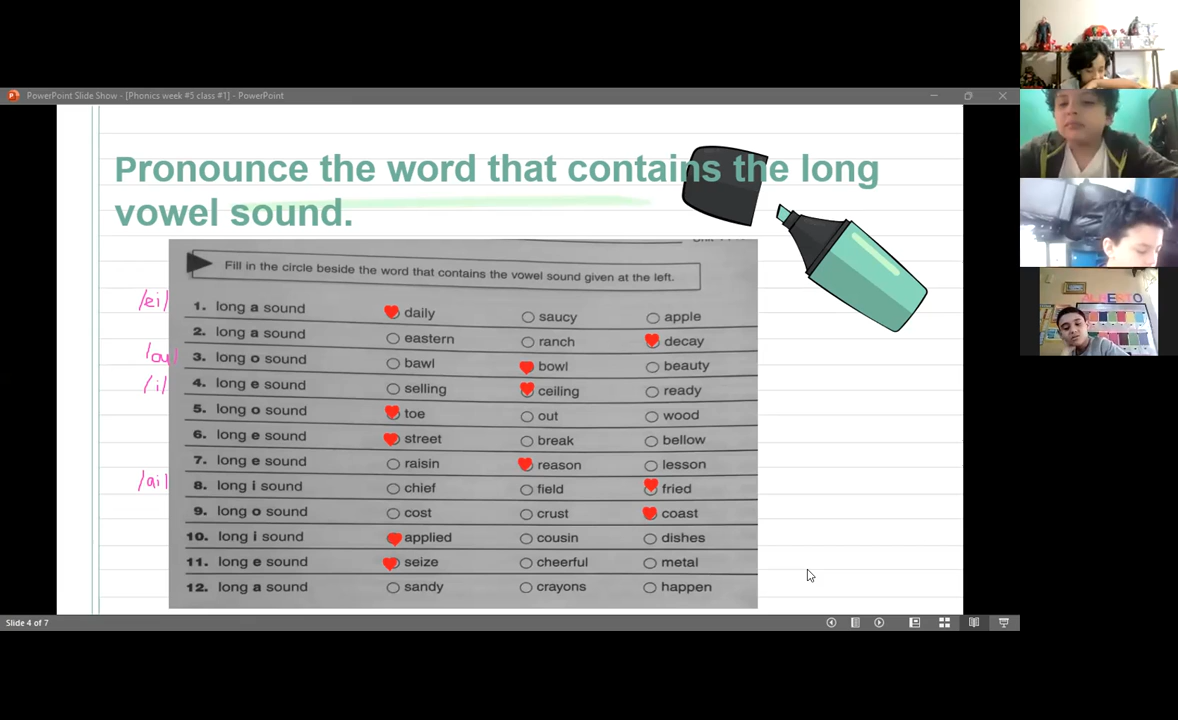 PowerPoint Slide Show - [Phonics week #5 class #1] - PowerPoint
Pronounce the word that contains the long
vowel sound.
Fill in the circle beside the word that contains the vowel sound given at the left.
/ei/
1. long a sound daily saucy apple
2. long a sound eastern ranch decay
/ou/
3. long o sound bawl bowl beauty
/i/
4. long e sound selling ceiling ready
5. long o sound toe out wood
6. long e sound street break bellow
7. long e sound raisin reason lesson
/ai/
8. long i sound chief field fried
9. long o sound cost crust coast
10. long i sound applied cousin dishes
11. long e sound seize cheerful metal
12. long a sound sandy crayons happen
Slide 4 of 7
ALBERTO